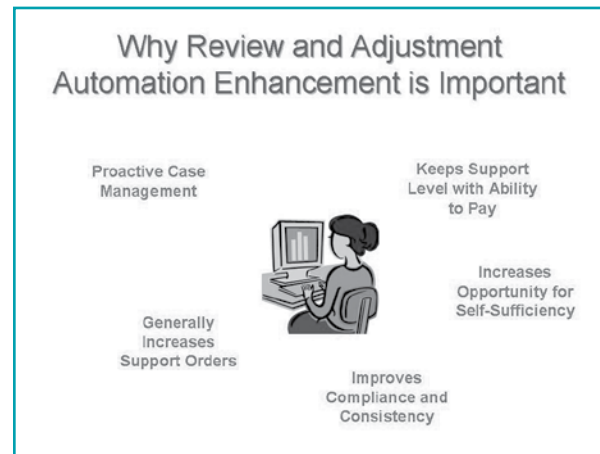 Why Review and Adjustment
Automation Enhancement is Important
Proactive Case
Management
Keeps Support
Level with Ability
to Pay
Increases
Opportunity for
Self-Sufficiency
Generally
Increases
Support Orders
Improves
Compliance and
Consistency